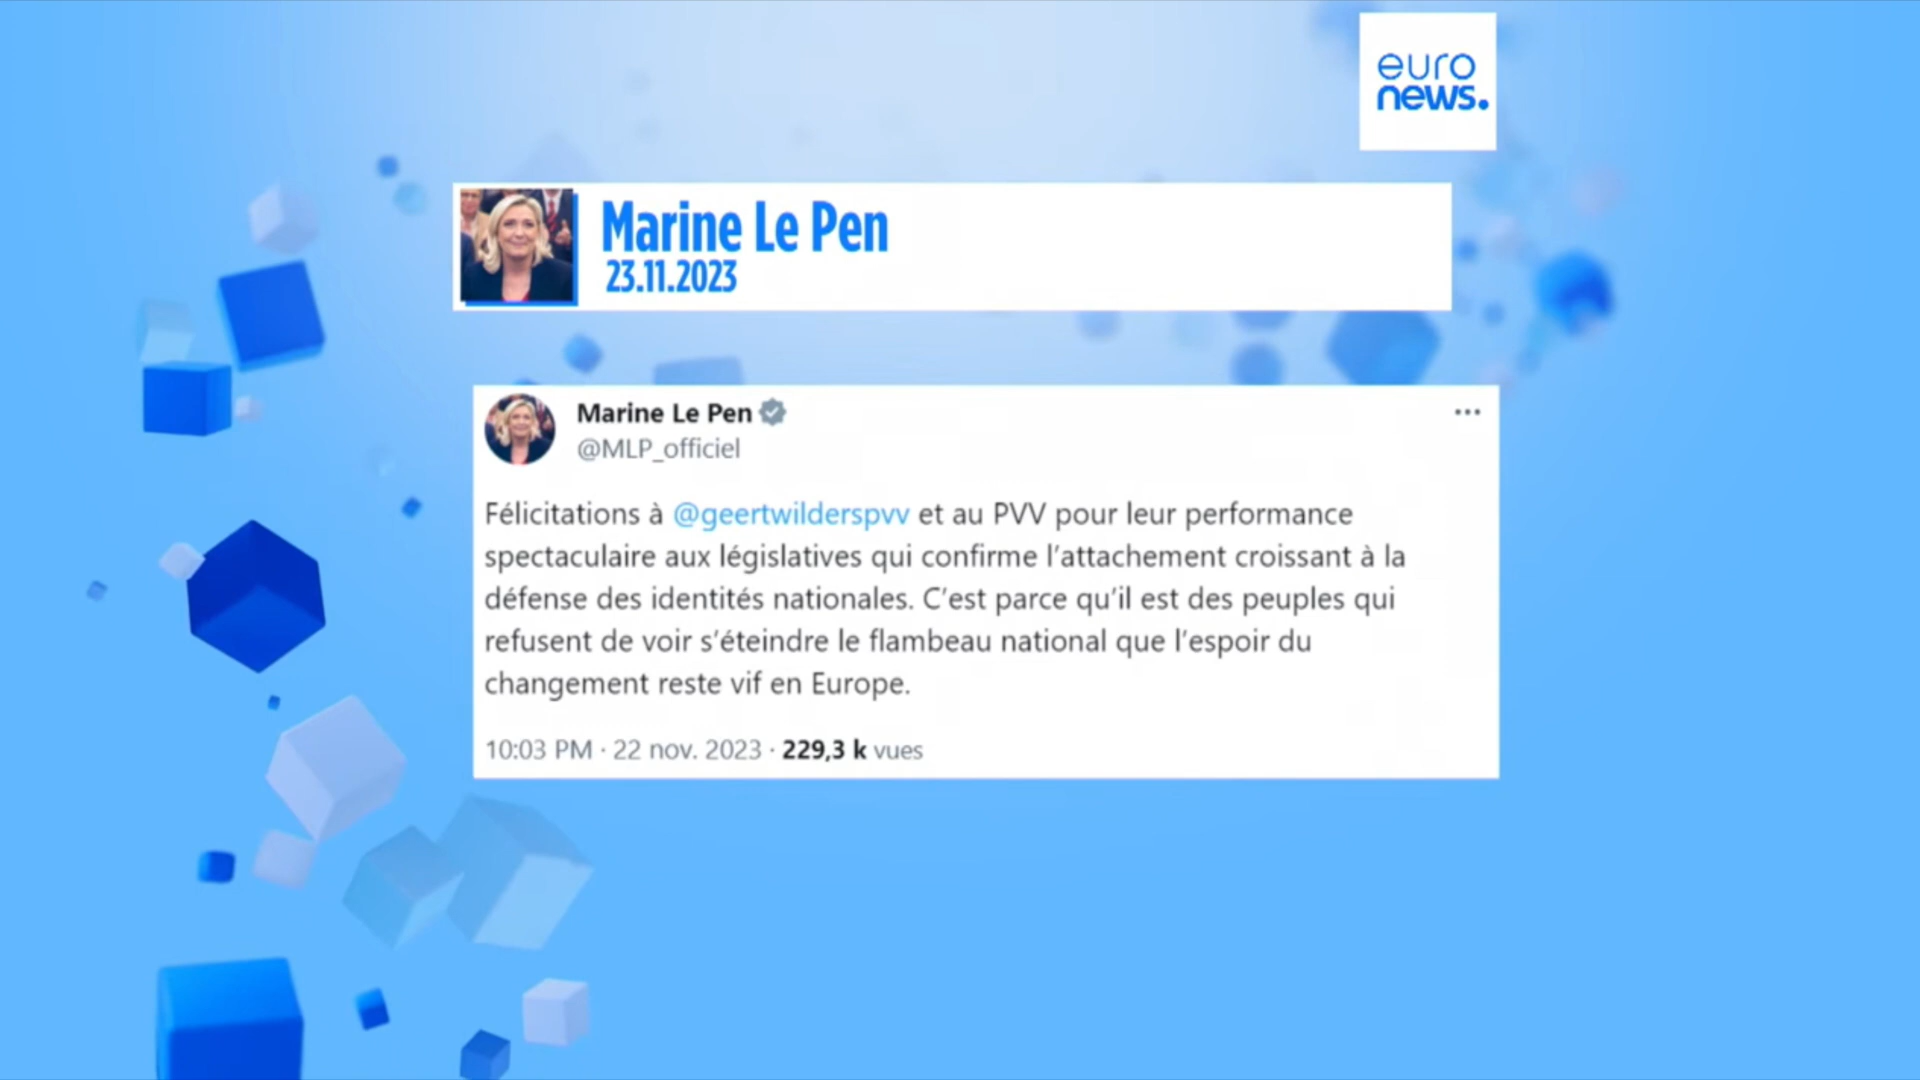 euro
news.
Marine Le Pen
23.11.2023
Marine Le Pen
@MLP_officiel
Félicitations à @geertwilderspvv et au PVV pour leur performance
spectaculaire aux législatives qui confirme l’attachement croissant à la
défense des identités nationales. C’est parce qu’il est des peuples qui
refusent de voir s’éteindre le flambeau national que l’espoir du
changement reste vif en Europe.
10:03 PM · 22 nov. 2023 · 229,3 k vues